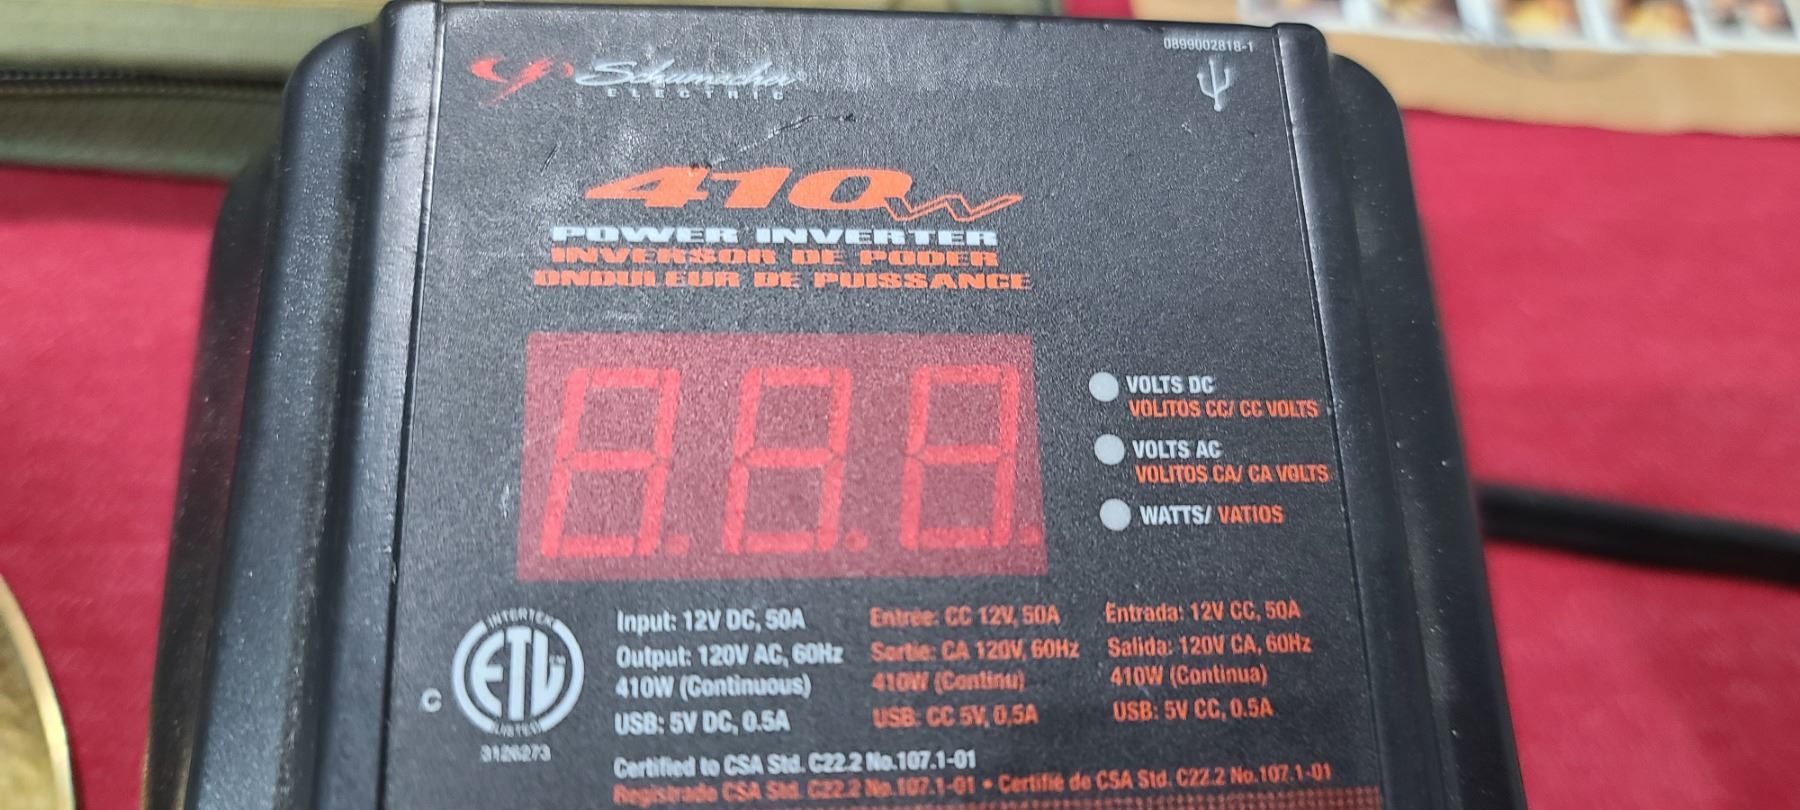 0899002818-1
Schumacher
ELECTRIC
410W
POWER INVERTER
INVERSOR DE PODER
ONDULEUR DE PUISSANCE
VOLTS DC
VOLITOS CC/ CC VOLTS
VOLTS AC
VOLITOS CA/ CA VOLTS
WATTS/ VATIOS
INTERTEK
ETL
LISTED
C
3126273
Input: 12V DC, 50A
Output: 120V AC, 60Hz
410W (Continuous)
USB: 5V DC, 0.5A
Entrée: CC 12V, 50A
Sortie: CA 120V, 60Hz
410W (Continu)
USB: CC 5V, 0,5A
Entrada: 12V CC, 50A
Salida: 120V CA, 60Hz
410W (Continua)
USB: 5V CC, 0.5A
Certified to CSA Std. C22.2 No.107.1-01
Registrado CSA Std. C22.2 No.107.1-01 • Certifié de CSA Std. C22.2 No.107.1-01